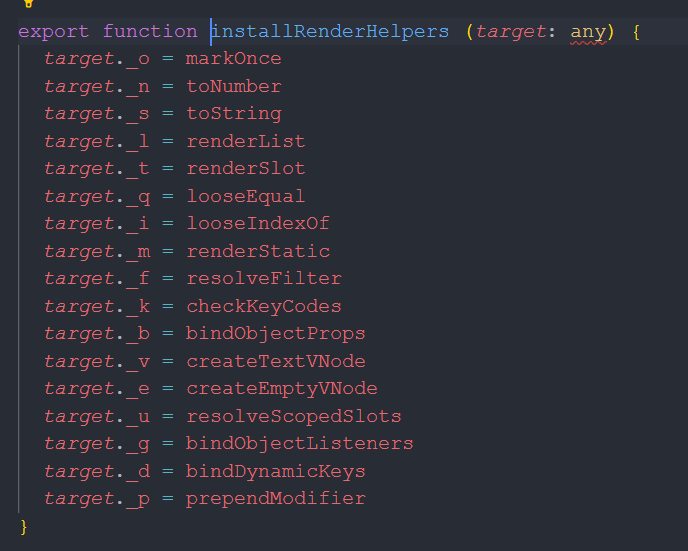 export function installRenderHelpers (target: any) {
target._o = markOnce
target._n = toNumber
target._s = toString
target._l = renderList
target._t = renderSlot
target._q = looseEqual
target._i = looseIndexOf
target._m = renderStatic
target._f = resolveFilter
target._k = checkKeyCodes
target._b = bindObjectProps
target._v = createTextVNode
target._e = createEmptyVNode
target._u = resolveScopedSlots
target._g = bindObjectListeners
target._d = bindDynamicKeys
target._p = prependModifier
}